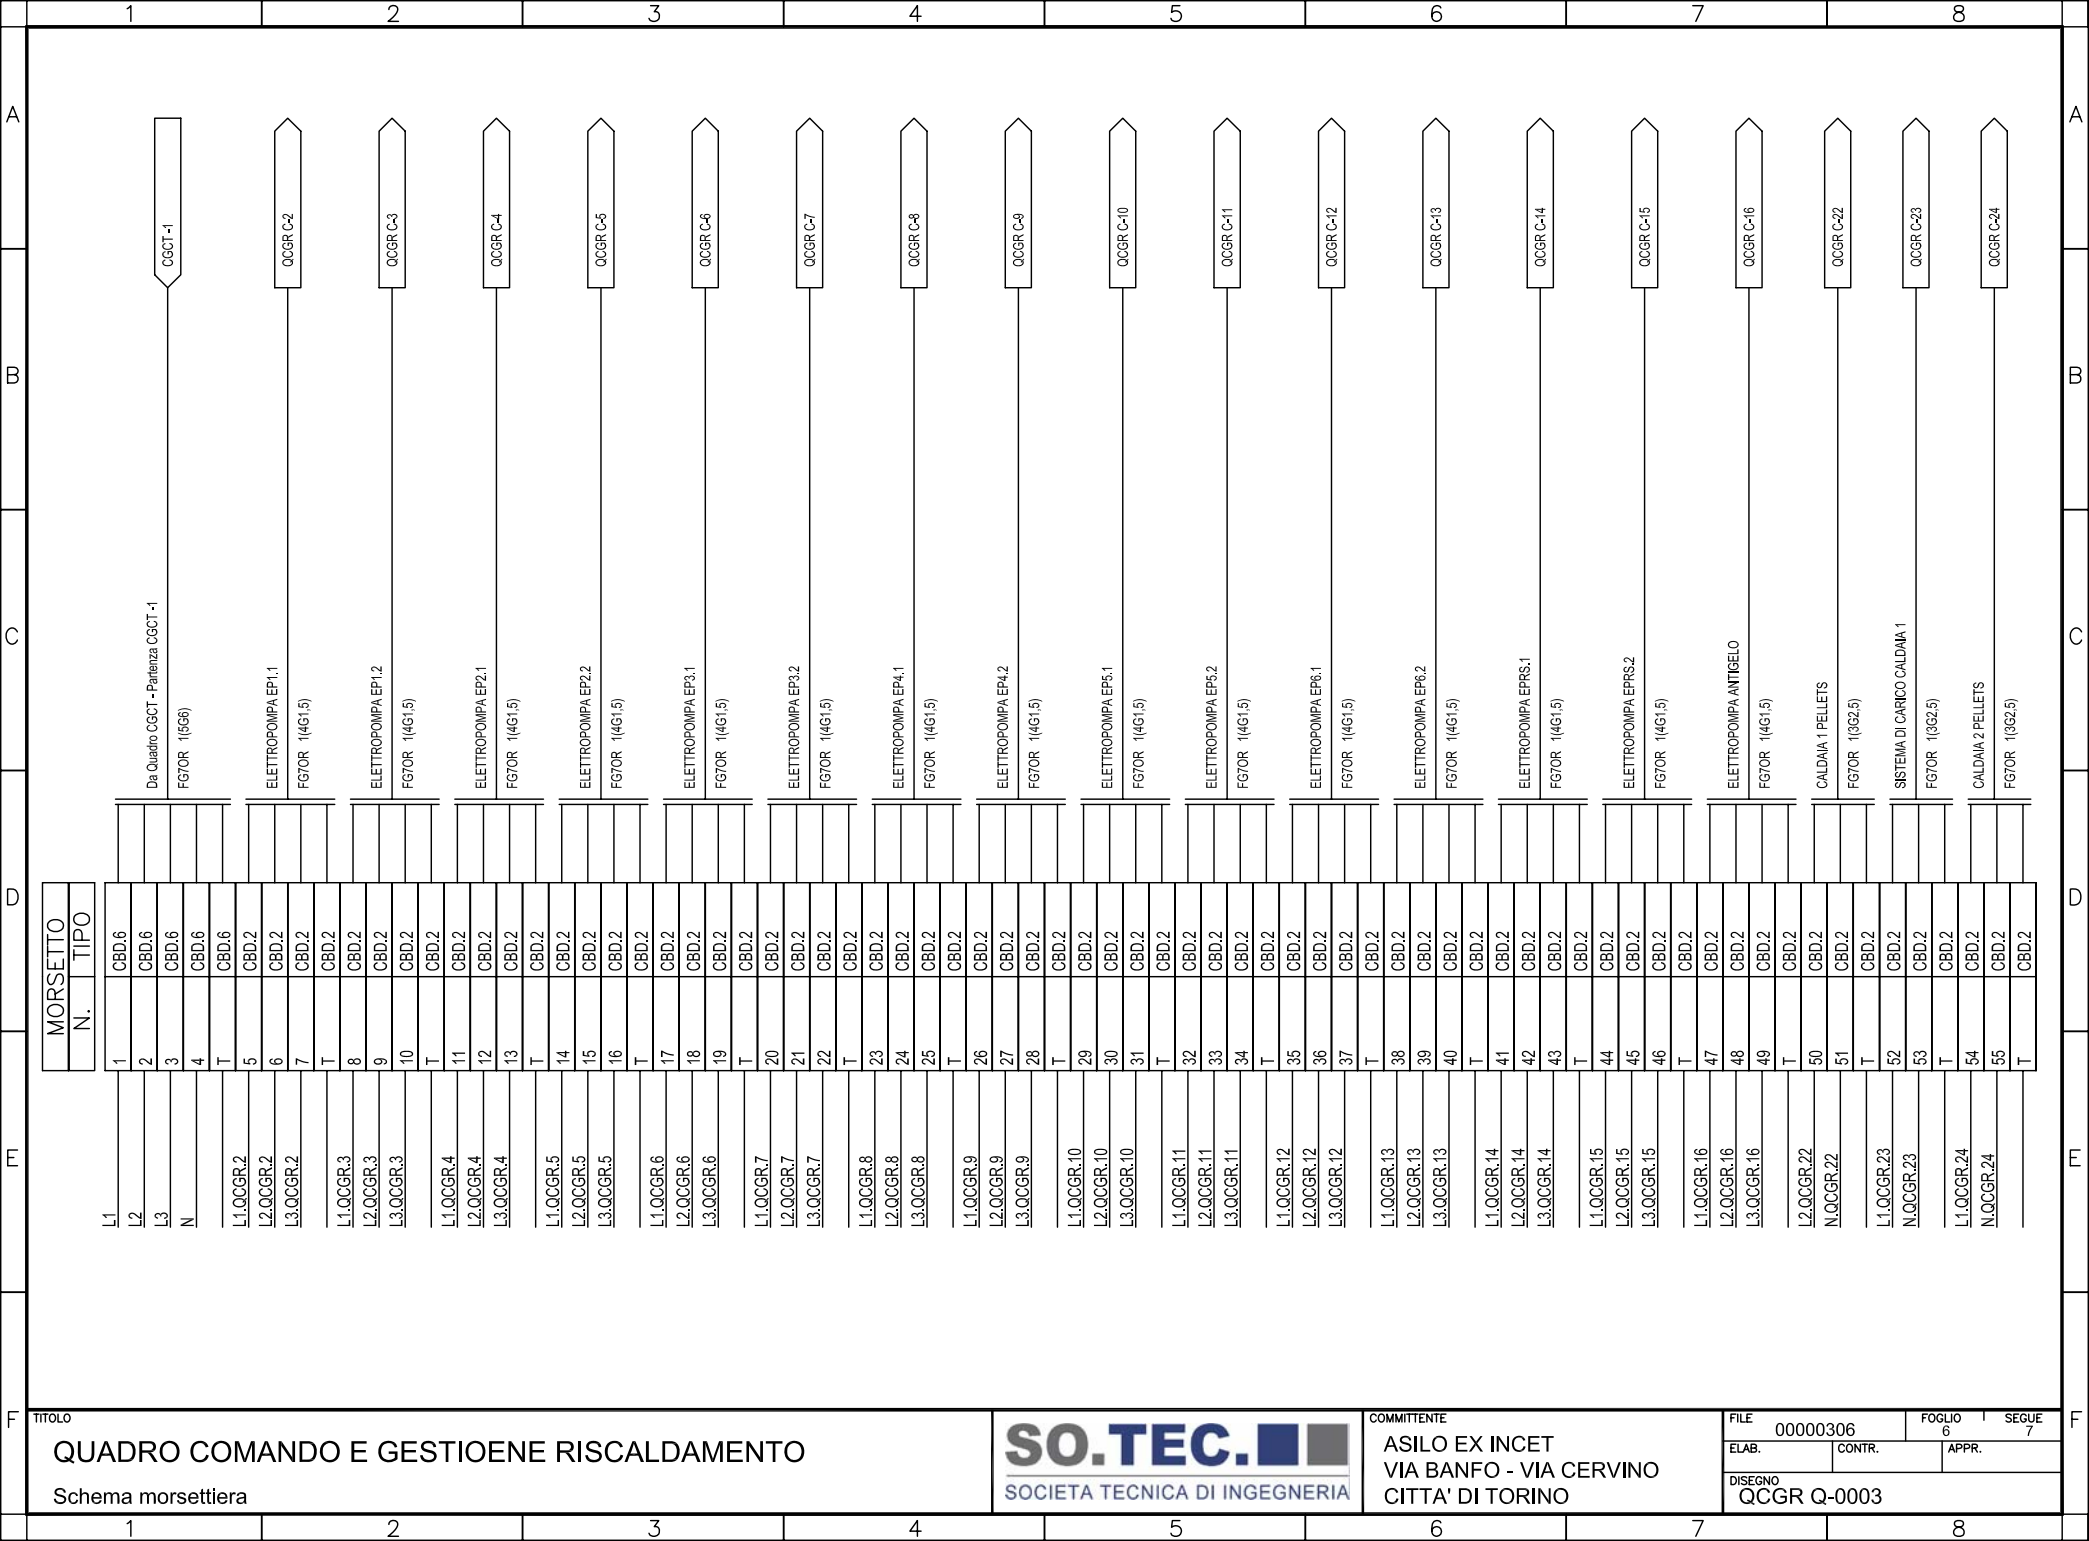 1 2 3 4 5 6 7 8
A A
CGCT -1 QCGR C-2 QCGR C-3 QCGR C-4 QCGR C-5 QCGR C-6 QCGR C-7 QCGR C-8 QCGR C-9 QCGR C-10 QCGR C-11 QCGR C-12 QCGR C-13 QCGR C-14 QCGR C-15 QCGR C-16 QCGR C-22 QCGR C-23 QCGR C-24
B B
C C
Da Quadro CGCT - Partenza CGCT -1
FG7OR 1(5G6)
ELETTROPOMPA EP1.1
FG7OR 1(4G1,5)
ELETTROPOMPA EP1.2
FG7OR 1(4G1,5)
ELETTROPOMPA EP2.1
FG7OR 1(4G1,5)
ELETTROPOMPA EP2.2
FG7OR 1(4G1,5)
ELETTROPOMPA EP3.1
FG7OR 1(4G1,5)
ELETTROPOMPA EP3.2
FG7OR 1(4G1,5)
ELETTROPOMPA EP4.1
FG7OR 1(4G1,5)
ELETTROPOMPA EP4.2
FG7OR 1(4G1,5)
ELETTROPOMPA EP5.1
FG7OR 1(4G1,5)
ELETTROPOMPA EP5.2
FG7OR 1(4G1,5)
ELETTROPOMPA EP6.1
FG7OR 1(4G1,5)
ELETTROPOMPA EP6.2
FG7OR 1(4G1,5)
ELETTROPOMPA EPRS.1
FG7OR 1(4G1,5)
ELETTROPOMPA EPRS.2
FG7OR 1(4G1,5)
ELETTROPOMPA ANTIGELO
FG7OR 1(4G1,5)
CALDAIA 1 PELLETS
FG7OR 1(3G2,5)
SISTEMA DI CARICO CALDAIA 1
FG7OR 1(3G2,5)
CALDAIA 2 PELLETS
FG7OR 1(3G2,5)
D D
MORSETTO
TIPO CBD.6 CBD.6 CBD.6 CBD.6 CBD.6 CBD.2 CBD.2 CBD.2 CBD.2 CBD.2 CBD.2 CBD.2 CBD.2 CBD.2 CBD.2 CBD.2 CBD.2 CBD.2 CBD.2 CBD.2 CBD.2 CBD.2 CBD.2 CBD.2 CBD.2 CBD.2 CBD.2 CBD.2 CBD.2 CBD.2 CBD.2 CBD.2 CBD.2 CBD.2 CBD.2 CBD.2 CBD.2 CBD.2 CBD.2 CBD.2 CBD.2 CBD.2 CBD.2 CBD.2 CBD.2 CBD.2 CBD.2 CBD.2 CBD.2 CBD.2 CBD.2 CBD.2 CBD.2 CBD.2 CBD.2 CBD.2 CBD.2 CBD.2 CBD.2 CBD.2 CBD.2 CBD.2 CBD.2 CBD.2 CBD.2 CBD.2 CBD.2 CBD.2 CBD.2 CBD.2 CBD.2 CBD.2 CBD.2 CBD.2
N. 1 2 3 4 T 5 6 7 T 8 9 10 T 11 12 13 T 14 15 16 T 17 18 19 T 20 21 22 T 23 24 25 T 26 27 28 T 29 30 31 T 32 33 34 T 35 36 37 T 38 39 40 T 41 42 43 T 44 45 46 T 47 48 49 T 50 51 T 52 53 T 54 55 T
E E
L1 L2 L3 N
L1.QCGR.2 L2.QCGR.2 L3.QCGR.2
L1.QCGR.3 L2.QCGR.3 L3.QCGR.3
L1.QCGR.4 L2.QCGR.4 L3.QCGR.4
L1.QCGR.5 L2.QCGR.5 L3.QCGR.5
L1.QCGR.6 L2.QCGR.6 L3.QCGR.6
L1.QCGR.7 L2.QCGR.7 L3.QCGR.7
L1.QCGR.8 L2.QCGR.8 L3.QCGR.8
L1.QCGR.9 L2.QCGR.9 L3.QCGR.9
L1.QCGR.10 L2.QCGR.10 L3.QCGR.10
L1.QCGR.11 L2.QCGR.11 L3.QCGR.11
L1.QCGR.12 L2.QCGR.12 L3.QCGR.12
L1.QCGR.13 L2.QCGR.13 L3.QCGR.13
L1.QCGR.14 L2.QCGR.14 L3.QCGR.14
L1.QCGR.15 L2.QCGR.15 L3.QCGR.15
L1.QCGR.16 L2.QCGR.16 L3.QCGR.16
L2.QCGR.22 N.QCGR.22
L1.QCGR.23 N.QCGR.23
L1.QCGR.24 N.QCGR.24
F F
TITOLO
QUADRO COMANDO E GESTIOENE RISCALDAMENTO
Schema morsettiera
SO.TEC.
SOCIETA TECNICA DI INGEGNERIA
COMMITTENTE
ASILO EX INCET
VIA BANFO - VIA CERVINO
CITTA' DI TORINO
FILE 00000306
FOGLIO 6
SEGUE 7
ELAB. CONTR. APPR.
DISEGNO
QCGR Q-0003
1 2 3 4 5 6 7 8